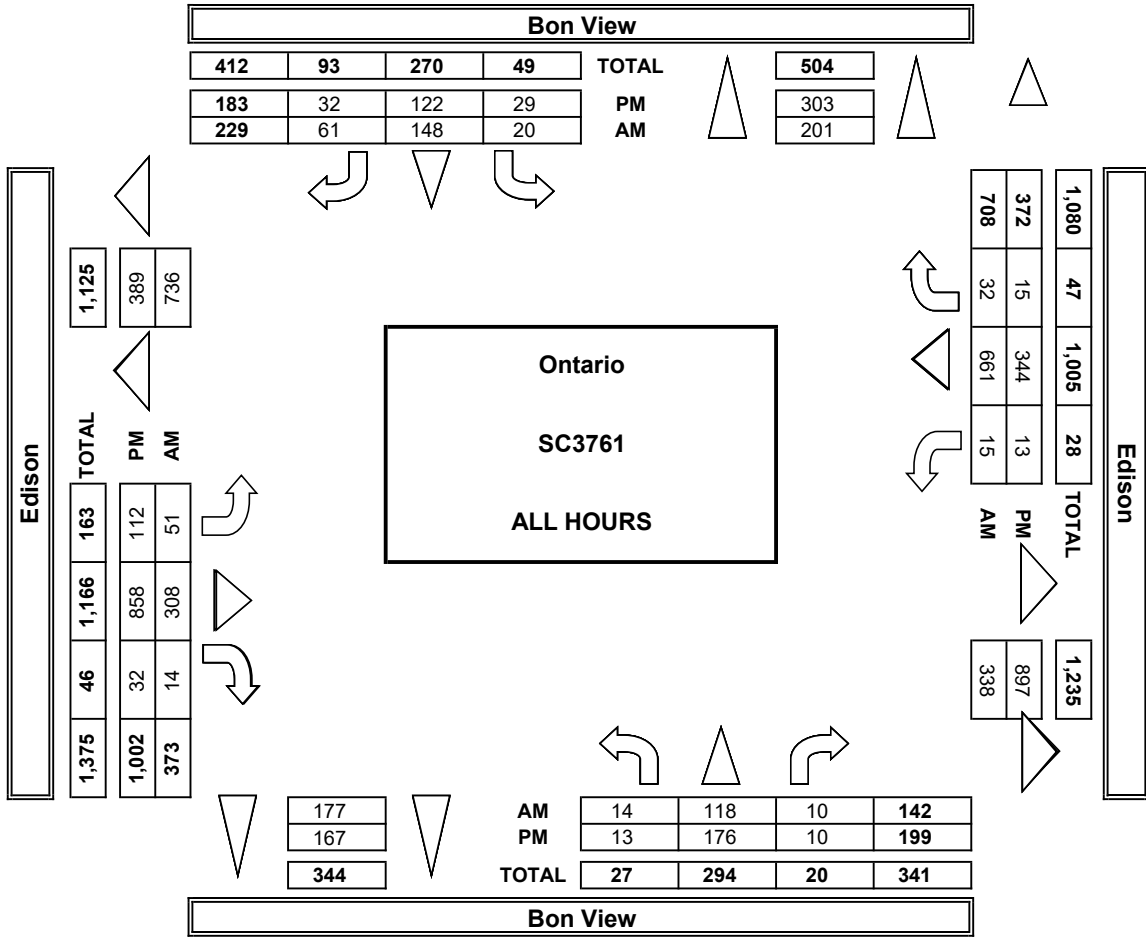 Bon View
412 93 270 49 TOTAL 504
183 32 122 29 PM 303
229 61 148 20 AM 201
Edison
1,125 389 736
TOTAL PM AM
163 112 51
1,166 858 308
46 32 14
1,375 1,002 373
Ontario
SC3761
ALL HOURS
708 372 1,080
32 15 47
661 344 1,005
15 13 28
AM PM TOTAL
338 897 1,235
Edison
177 AM 14 118 10 142
167 PM 13 176 10 199
344 TOTAL 27 294 20 341
Bon View